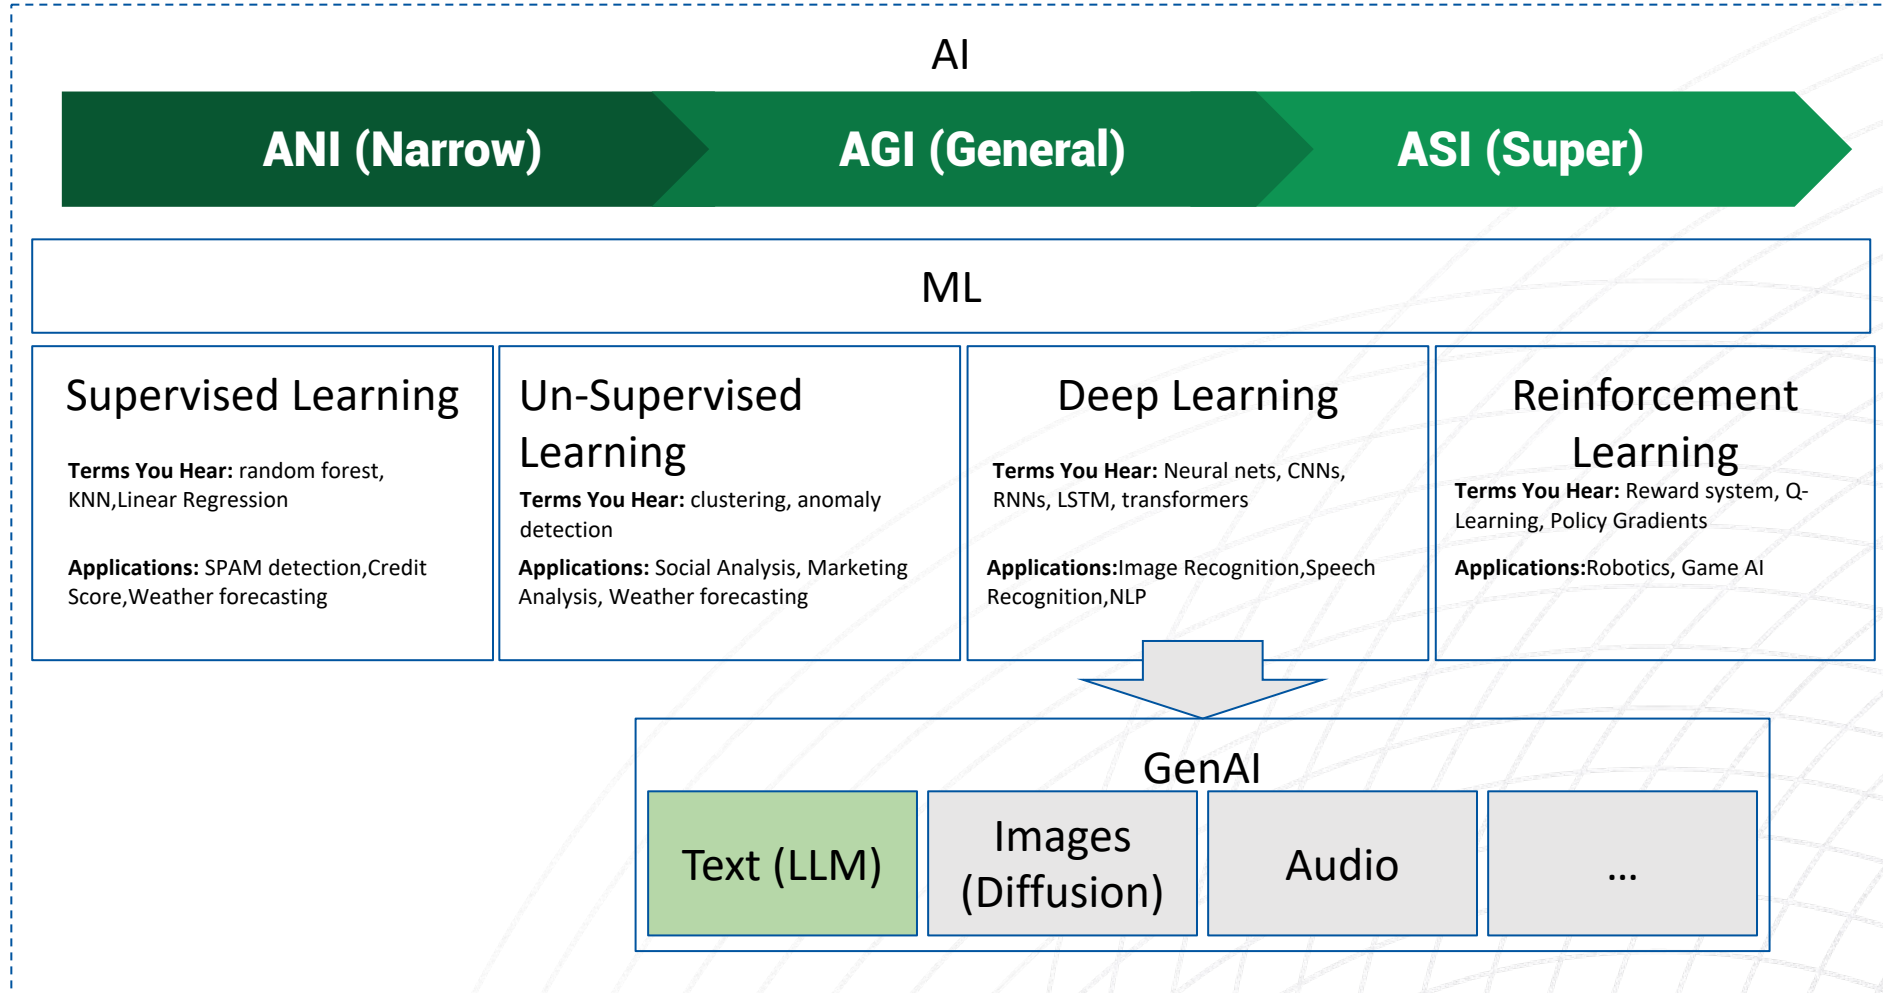 AI
ANI (Narrow)
AGI (General)
ASI (Super)
ML
Supervised Learning
Terms You Hear: random forest,
KNN,Linear Regression
Applications: SPAM detection,Credit
Score,Weather forecasting
Un-Supervised
Learning
Terms You Hear: clustering, anomaly
detection
Applications: Social Analysis, Marketing
Analysis, Weather forecasting
Deep Learning
Terms You Hear: Neural nets, CNNs,
RNNs, LSTM, transformers
Applications:Image Recognition,Speech
Recognition,NLP
Reinforcement
Learning
Terms You Hear: Reward system, Q-
Learning, Policy Gradients
Applications:Robotics, Game AI
GenAI
Text (LLM)
Images
(Diffusion)
Audio
...